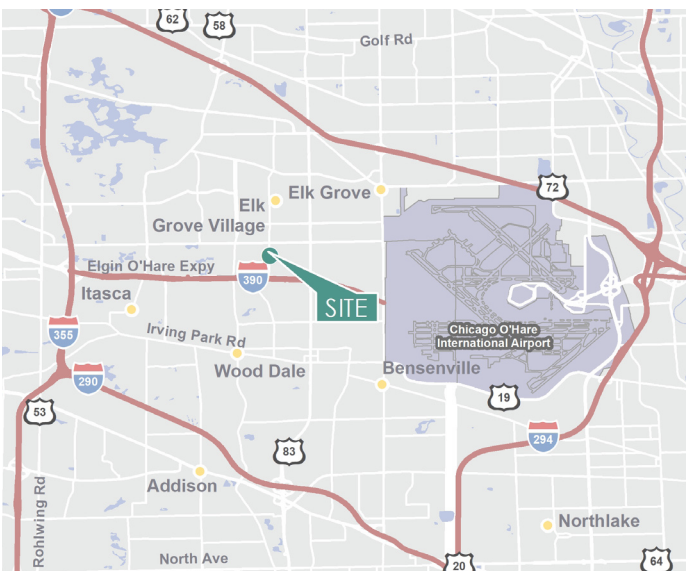 62
58
Golf Rd
72
Elk Grove
Elk
Grove Village
Elgin O'Hare Expy
390
SITE
Itasca
Chicago O'Hare
International Airport
355
Irving Park Rd
Wood Dale
Bensenville
290
19
53
294
83
Addison
Rohlwing Rd
Northlake
North Ave
20
64